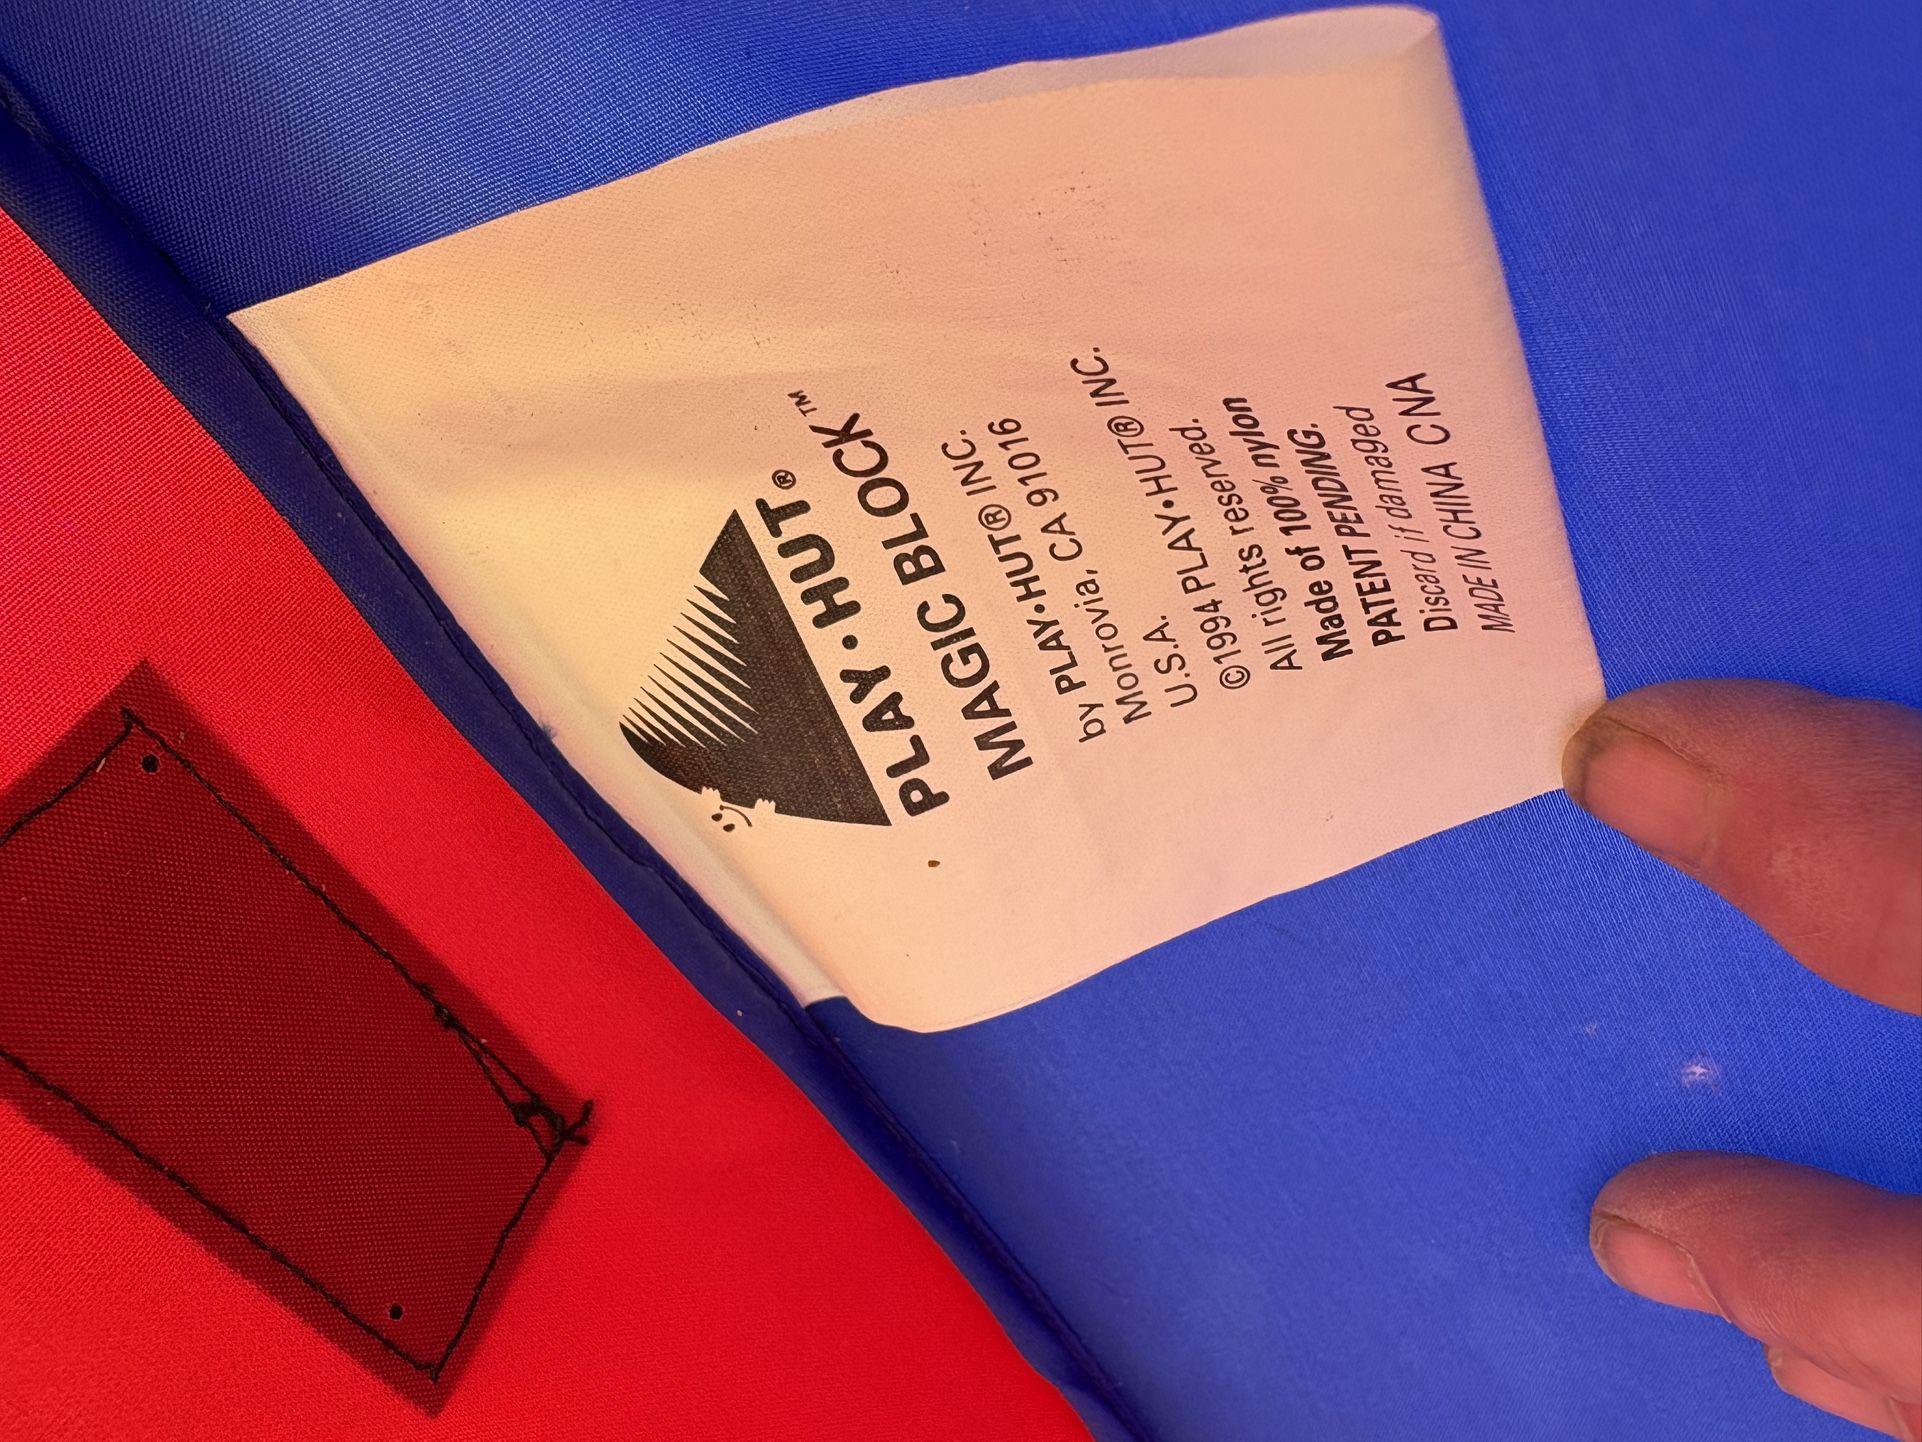 PLAY•HUT®
MAGIC BLOCK™
by PLAY•HUT® INC.
Monrovia, CA 91016
U.S.A.
©1994 PLAY•HUT® INC.
All rights reserved.
Made of 100% nylon
PATENT PENDING.
Discard if damaged
MADE IN CHINA CNA